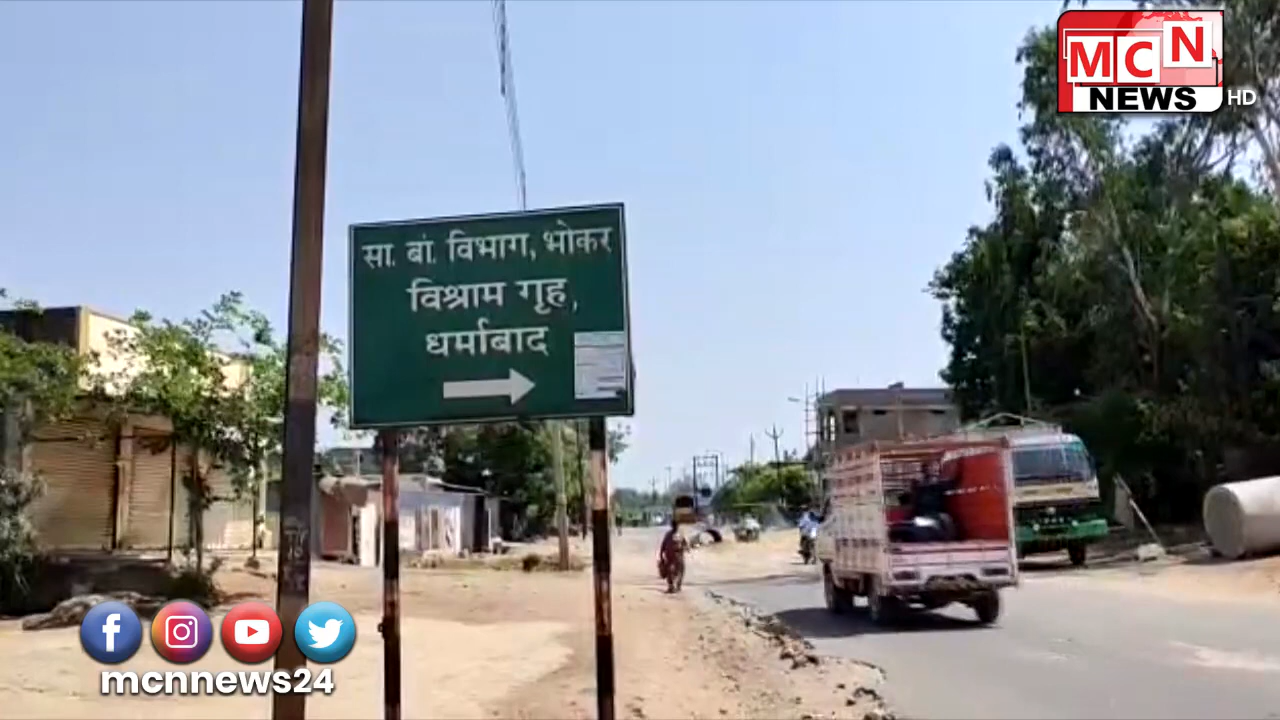 MCN
NEWS HD
सा. बां. विभाग, भोकर
विश्राम गृह,
धर्माबाद
mcnnews24